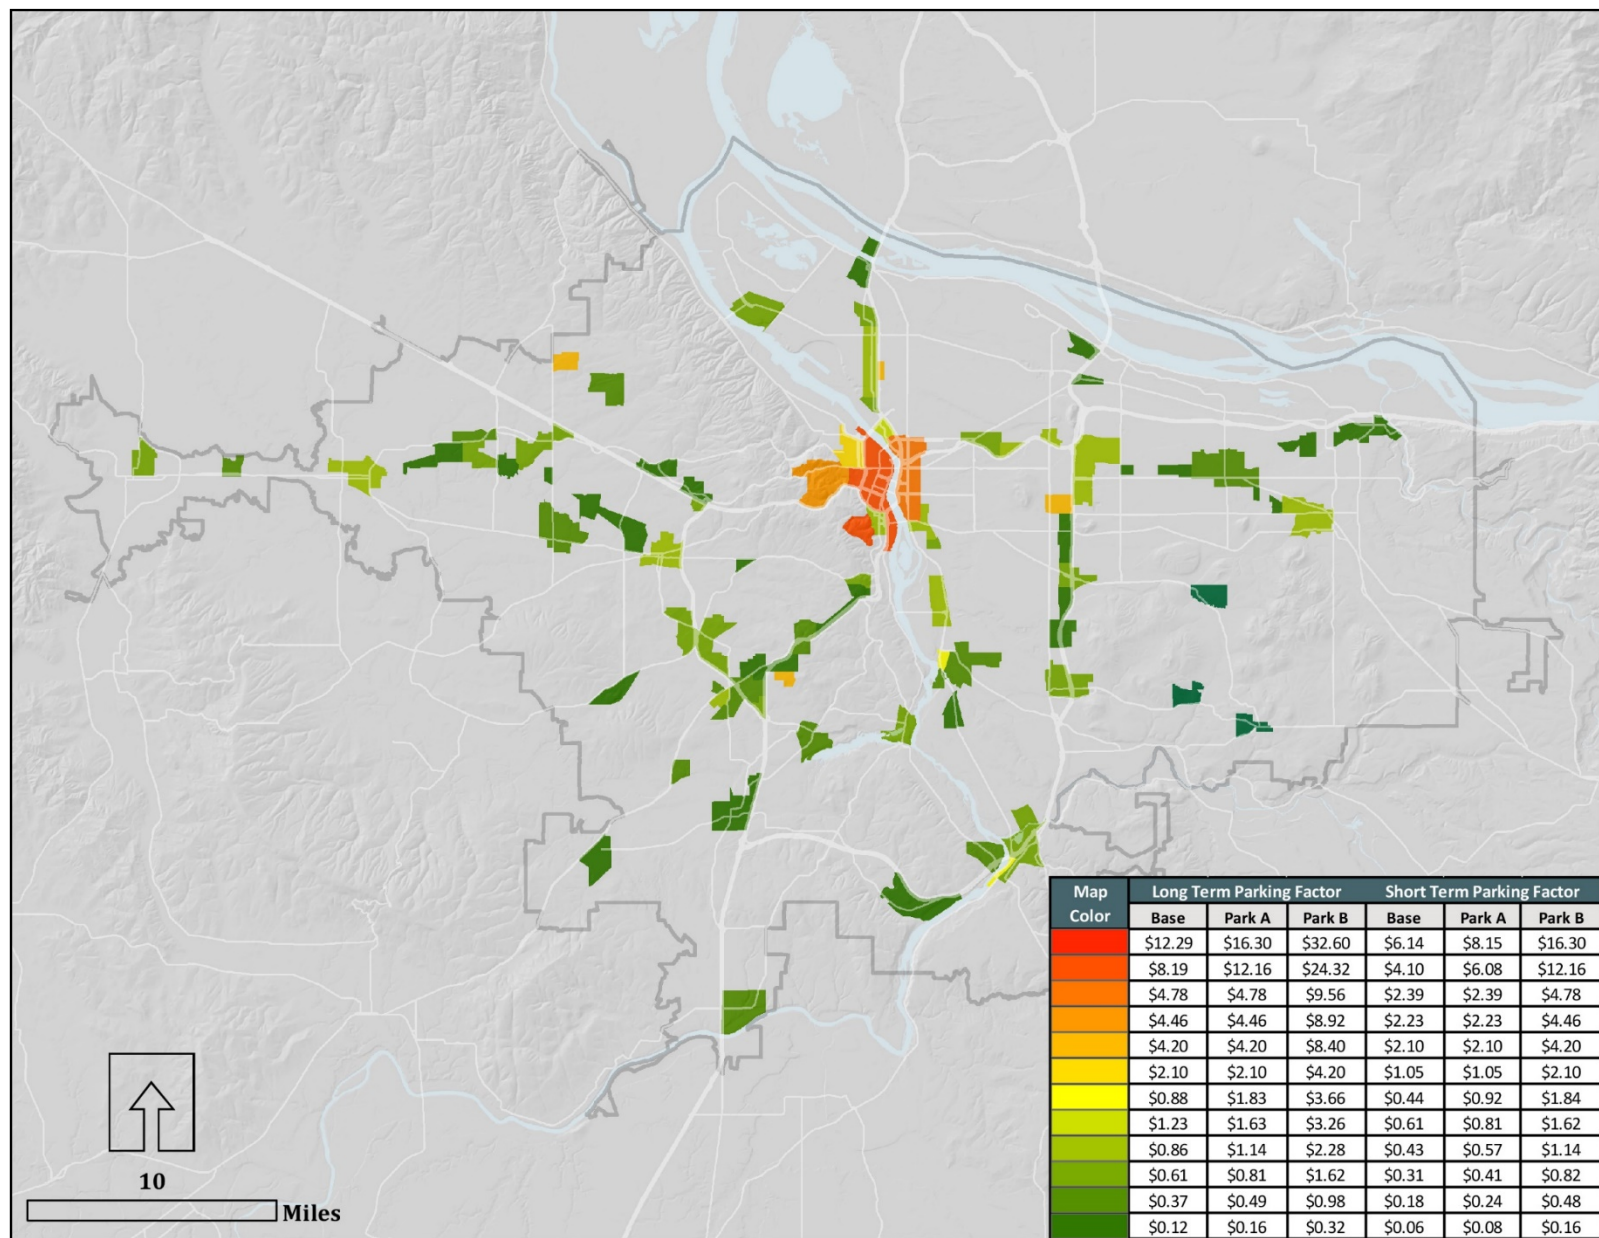 10
Miles
Map Color Long Term Parking Factor Short Term Parking Factor
Base Park A Park B Base Park A Park B
$12.29 $16.30 $32.60 $6.14 $8.15 $16.30
$8.19 $12.16 $24.32 $4.10 $6.08 $12.16
$4.78 $4.78 $9.56 $2.39 $2.39 $4.78
$4.46 $4.46 $8.92 $2.23 $2.23 $4.46
$4.20 $4.20 $8.40 $2.10 $2.10 $4.20
$2.10 $2.10 $4.20 $1.05 $1.05 $2.10
$0.88 $1.83 $3.66 $0.44 $0.92 $1.84
$1.23 $1.63 $3.26 $0.61 $0.81 $1.62
$0.86 $1.14 $2.28 $0.43 $0.57 $1.14
$0.61 $0.81 $1.62 $0.31 $0.41 $0.82
$0.37 $0.49 $0.98 $0.18 $0.24 $0.48
$0.12 $0.16 $0.32 $0.06 $0.08 $0.16